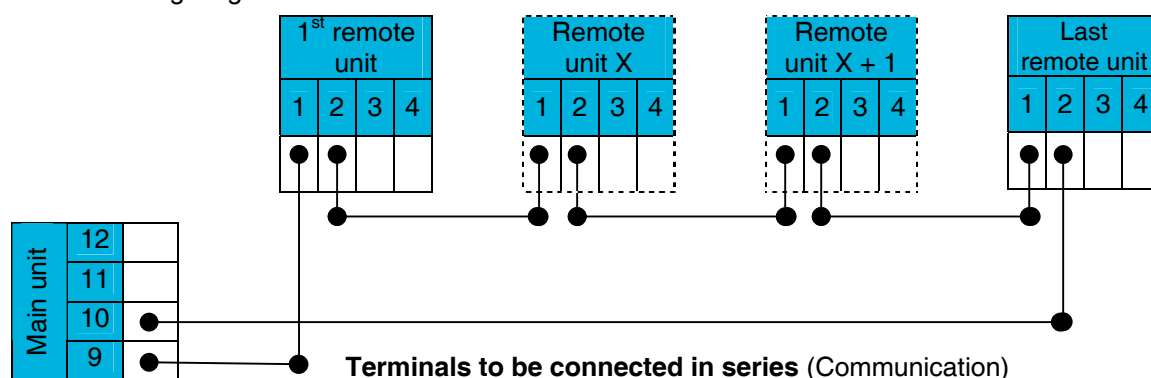 1st remote unit
1 2 3 4
Remote unit X
1 2 3 4
Remote unit X + 1
1 2 3 4
Last remote unit
1 2 3 4
Main unit
12
11
10
9
Terminals to be connected in series (Communication)